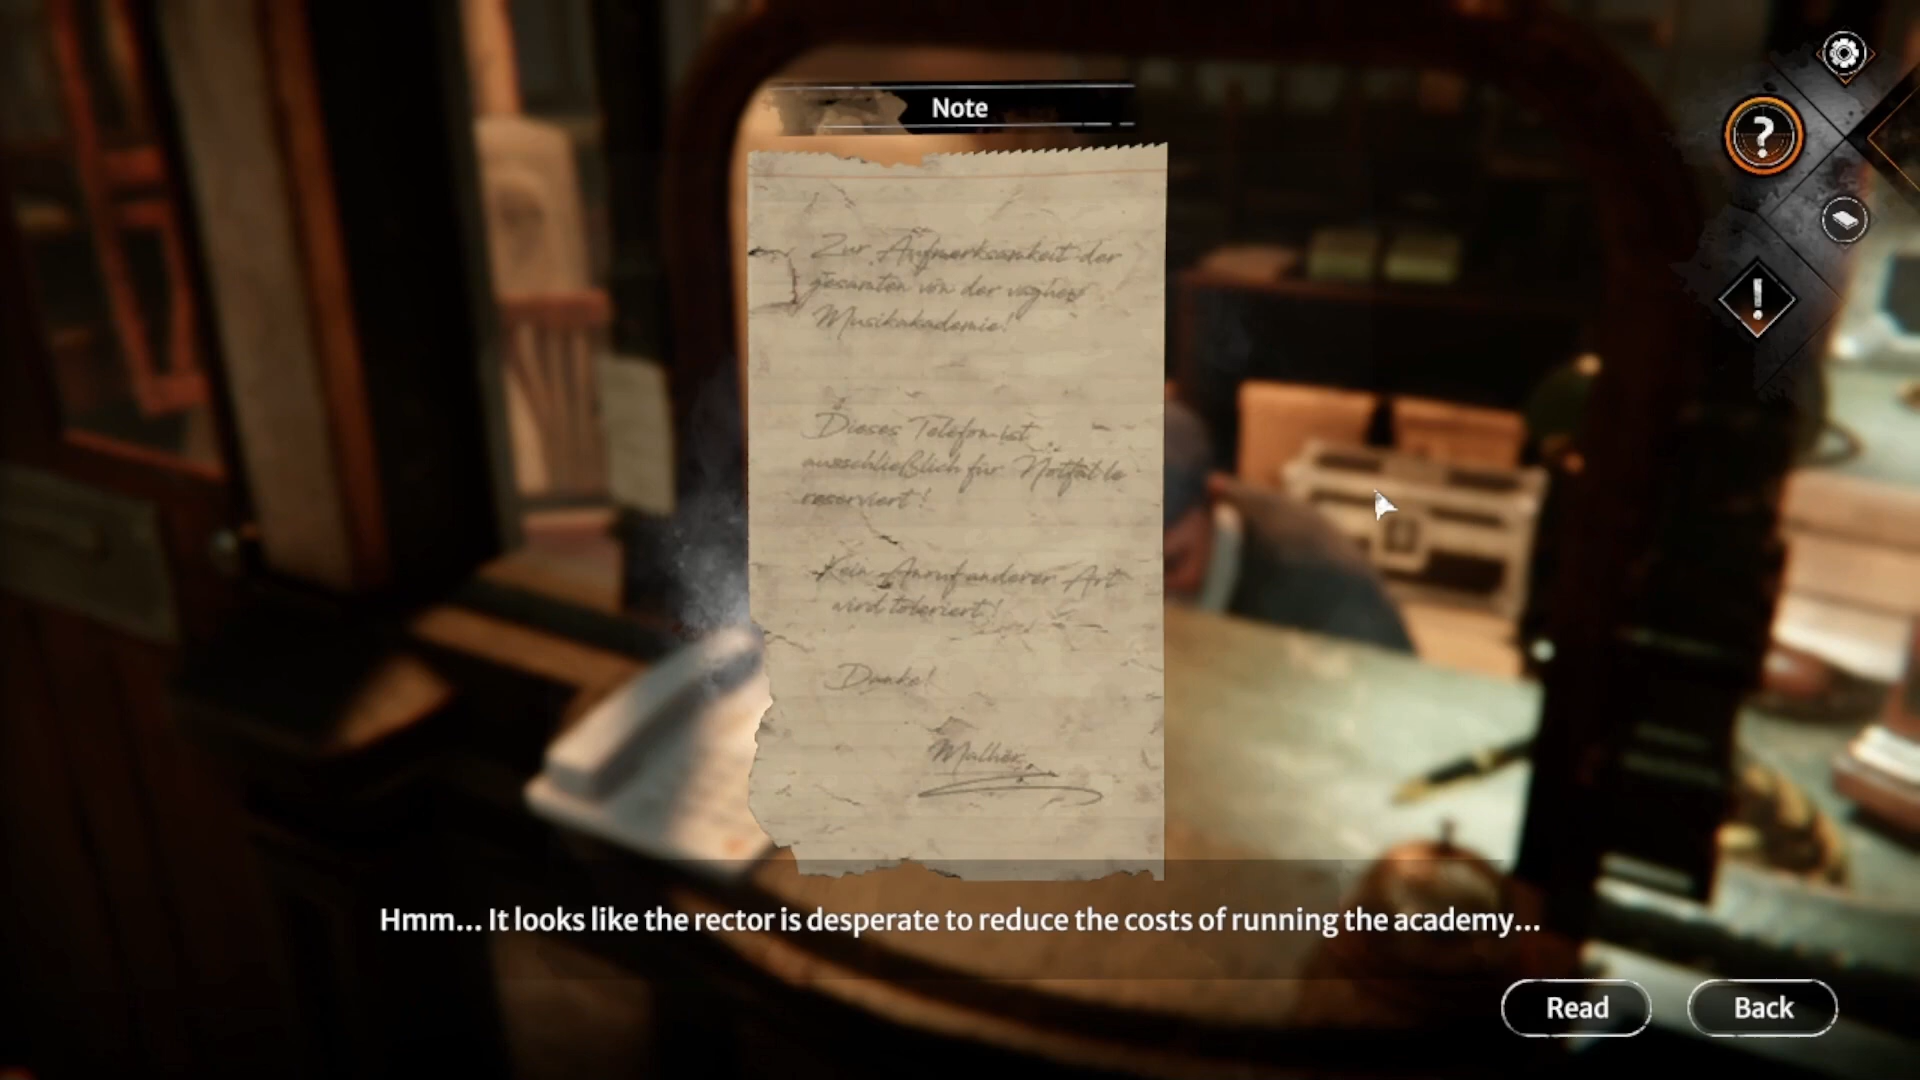 Note
Zur Aufmerksamkeit der
gesamten von der vaghen
Musikakademie!
Dieses Telefon ist
ausschließlich für Notfälle
reserviert!
Kein Anruf anderer Art
wird toleriert!
Danke!
Malher
Hmm... It looks like the rector is desperate to reduce the costs of running the academy...
Read
Back